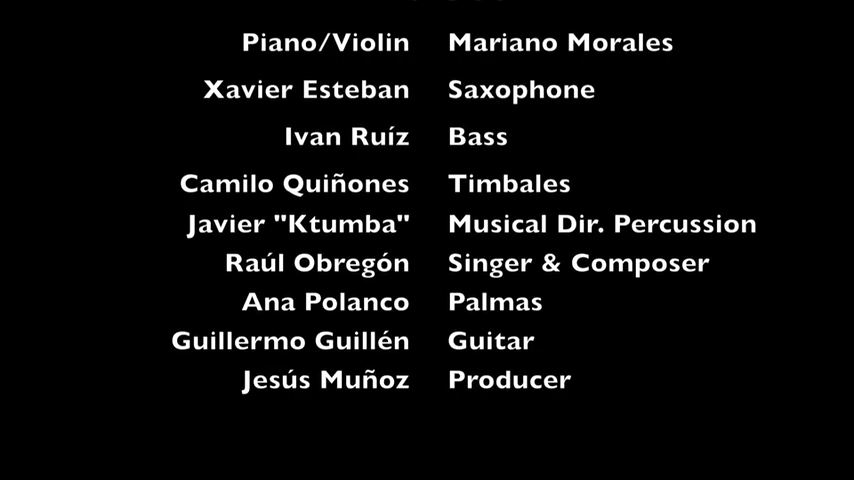 Piano/Violin Mariano Morales
Xavier Esteban Saxophone
Ivan Ruíz Bass
Camilo Quiñones Timbales
Javier "Ktumba" Musical Dir. Percussion
Raúl Obregón Singer & Composer
Ana Polanco Palmas
Guillermo Guillén Guitar
Jesús Muñoz Producer